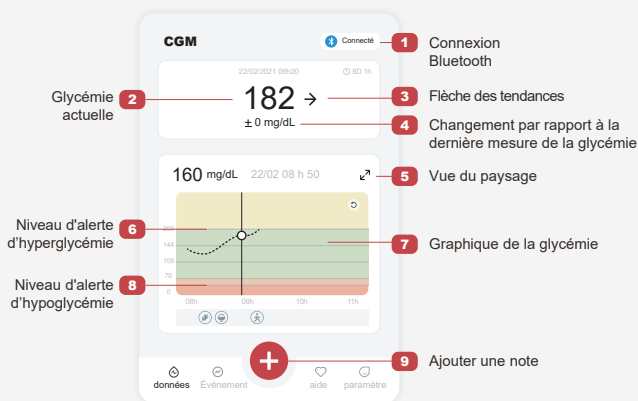 CGM
Connecté
1
Connexion
Bluetooth
22/02/2021 09h20
8D 1h
Glycémie
actuelle
2
182
3
Flèche des tendances
± 0 mg/dL
4
Changement par rapport à la
dernière mesure de la glycémie
160 mg/dL
22/02 08 h 50
5
Vue du paysage
Niveau d'alerte
d'hyperglycémie
6
200
144
108
70
0
7
Graphique de la glycémie
Niveau d'alerte
d'hypoglycémie
8
08h
09h
10h
11h
9
Ajouter une note
données
Événement
aide
paramètre